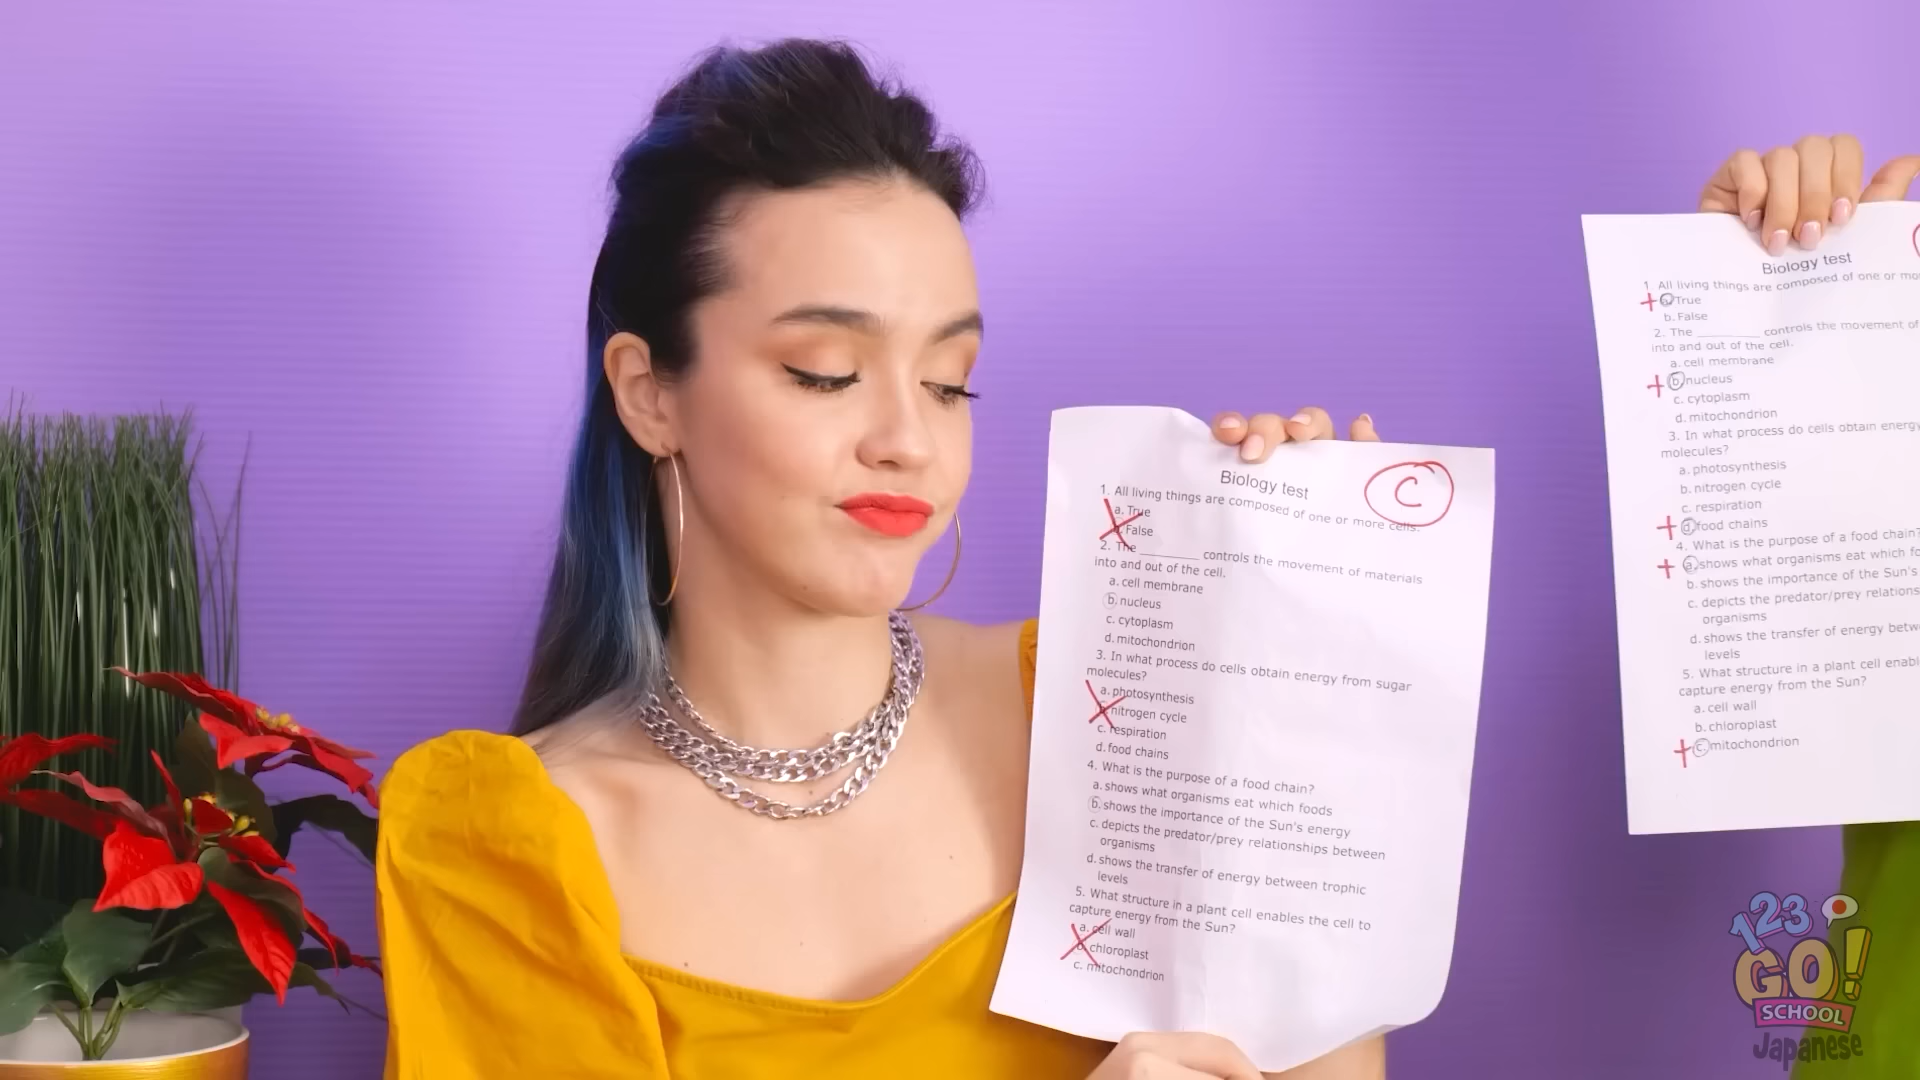 Biology test
C
1. All living things are composed of one or more cells.
a. True
b. False
2. The ________ controls the movement of materials
into and out of the cell.
a. cell membrane
b. nucleus
c. cytoplasm
d. mitochondrion
3. In what process do cells obtain energy from sugar
molecules?
a. photosynthesis
b. nitrogen cycle
c. respiration
d. food chains
4. What is the purpose of a food chain?
a. shows what organisms eat which foods
b. shows the importance of the Sun's energy
c. depicts the predator/prey relationships between
organisms
d. shows the transfer of energy between trophic
levels
5. What structure in a plant cell enables the cell to
capture energy from the Sun?
a. cell wall
b. chloroplast
c. mitochondrion
Biology test
1. All living things are composed of one or
a. True
b. False
2. The ________ controls the movement of
into and out of the cell.
a. cell membrane
b. nucleus
c. cytoplasm
d. mitochondrion
3. In what process do cells obtain energy
molecules?
a. photosynthesis
b. nitrogen cycle
c. respiration
d. food chains
4. What is the purpose of a food chain?
a. shows what organisms eat which
b. shows the importance of the Sun's
c. depicts the predator/prey
organisms
d. shows the transfer of energy
levels
5. What structure in a plant cell
capture energy from the Sun?
a. cell wall
b. chloroplast
c. mitochondrion
123
GO!
SCHOOL
Japanese